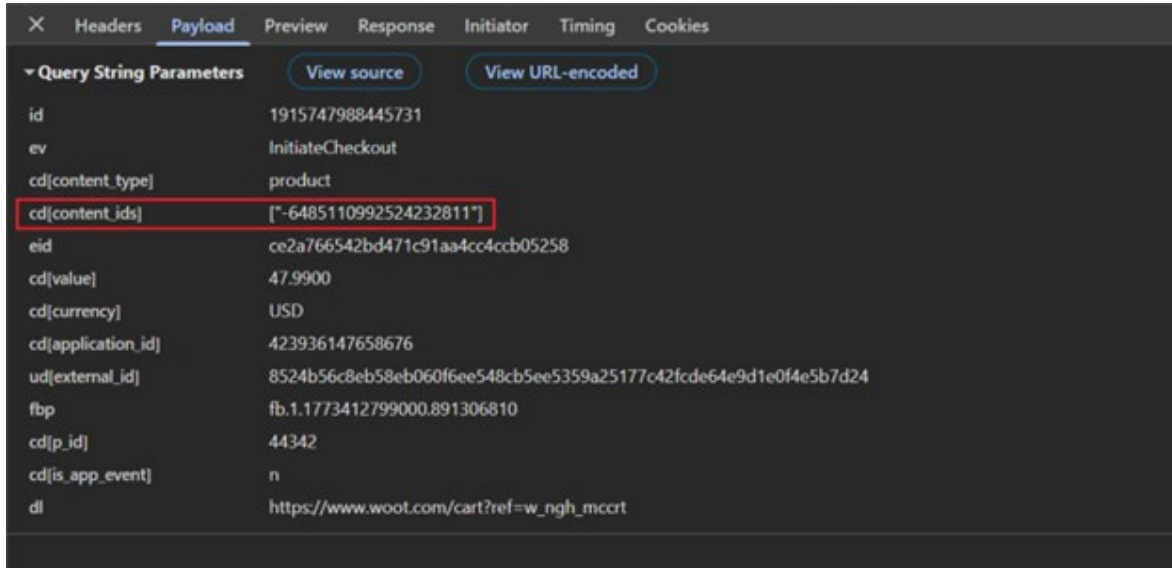 × Headers Payload Preview Response Initiator Timing Cookies
Query String Parameters View source View URL-encoded
id 1915747988445731
ev InitiateCheckout
cd[content_type] product
cd[content_ids] ["-6485110992524232811"]
eid ce2a766542bd471c91aa4cc4ccb05258
cd[value] 47.9900
cd[currency] USD
cd[application_id] 423936147658676
ud[external_id] 8524b56c8eb58eb060f6ee548cb5ee5359a25177c42fcde64e9d1e0f4e5b7d24
fbp fb.1.1773412799000.891306810
cd[p_id] 44342
cd[is_app_event] n
dl https://www.woot.com/cart?ref=w_ngh_mccrt